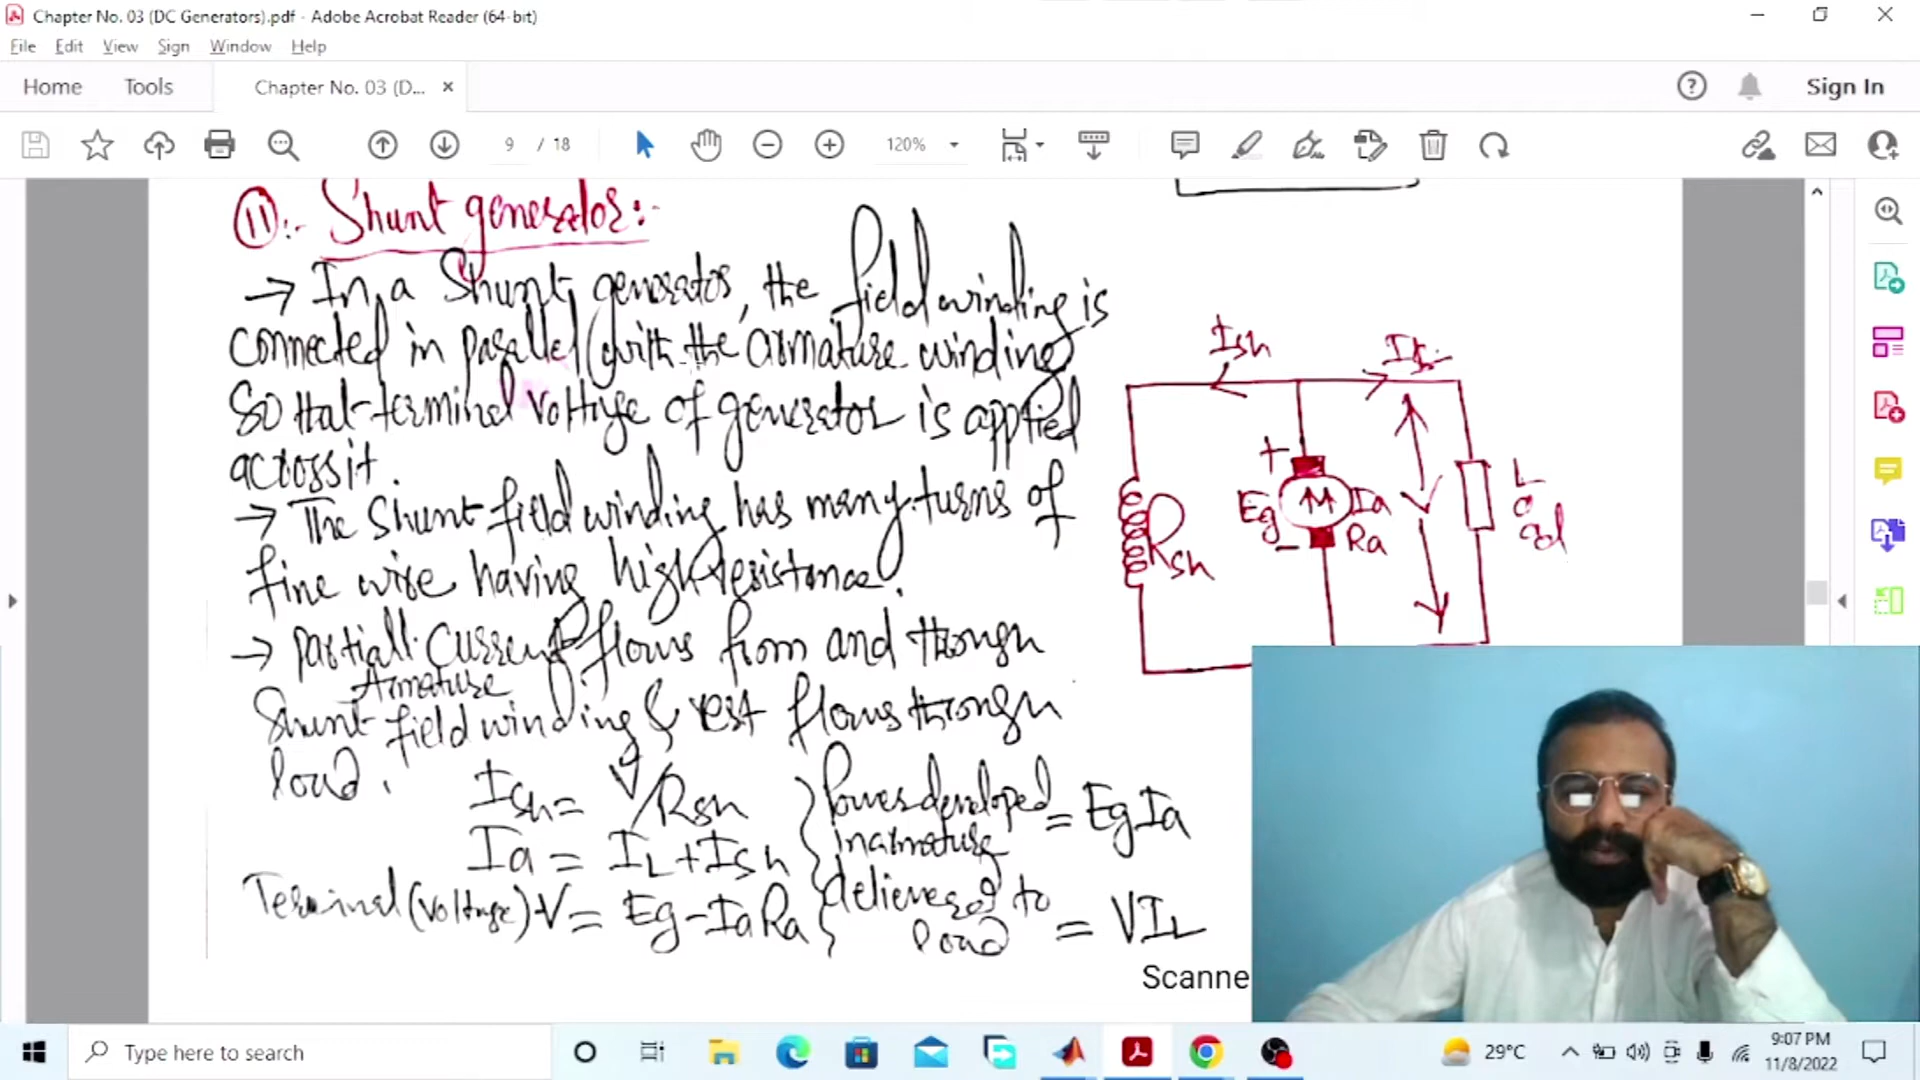 Chapter No. 03 (DC Generators).pdf - Adobe Acrobat Reader (64-bit)
File Edit View Sign Window Help
Home Tools Chapter No. 03 (D... × Sign In
9 / 18 120%
11:- Shunt generator:-
→ In a Shunt generator, the field winding is
connected in parallel with the armature winding
So that terminal voltage of generator is applied
across it
→ The Shunt field winding has many turns of
fine wire having high resistance.
→ Partiall Current flows from and through
Armature
Shunt field winding & rest flows through
load.
Ish = V/Rsh
Ia = IL + Ish
Terminal (voltage) V = Eg - IaRa
Power developed
in armature = EgIa
delievered to
load = VIL
Ish
IL
+
Eg
-
Ia
Ra
V
Rsh
Load
Scanne
Type here to search
29°C
9:07 PM
11/8/2022